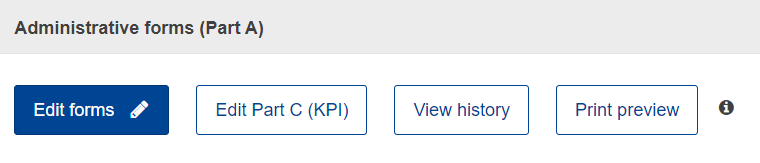 Administrative forms (Part A)
Edit forms Edit Part C (KPI) View history Print preview